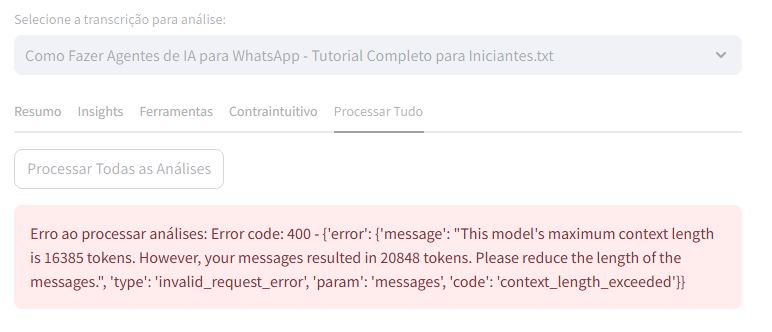 Selecione a transcrição para análise:
Como Fazer Agentes de IA para WhatsApp - Tutorial Completo para Iniciantes.txt
Resumo Insights Ferramentas Contraintuitivo Processar Tudo
Processar Todas as Análises
Erro ao processar análises: Error code: 400 - {'error': {'message': "This model's maximum context length
is 16385 tokens. However, your messages resulted in 20848 tokens. Please reduce the length of the
messages.", 'type': 'invalid_request_error', 'param': 'messages', 'code': 'context_length_exceeded'}}